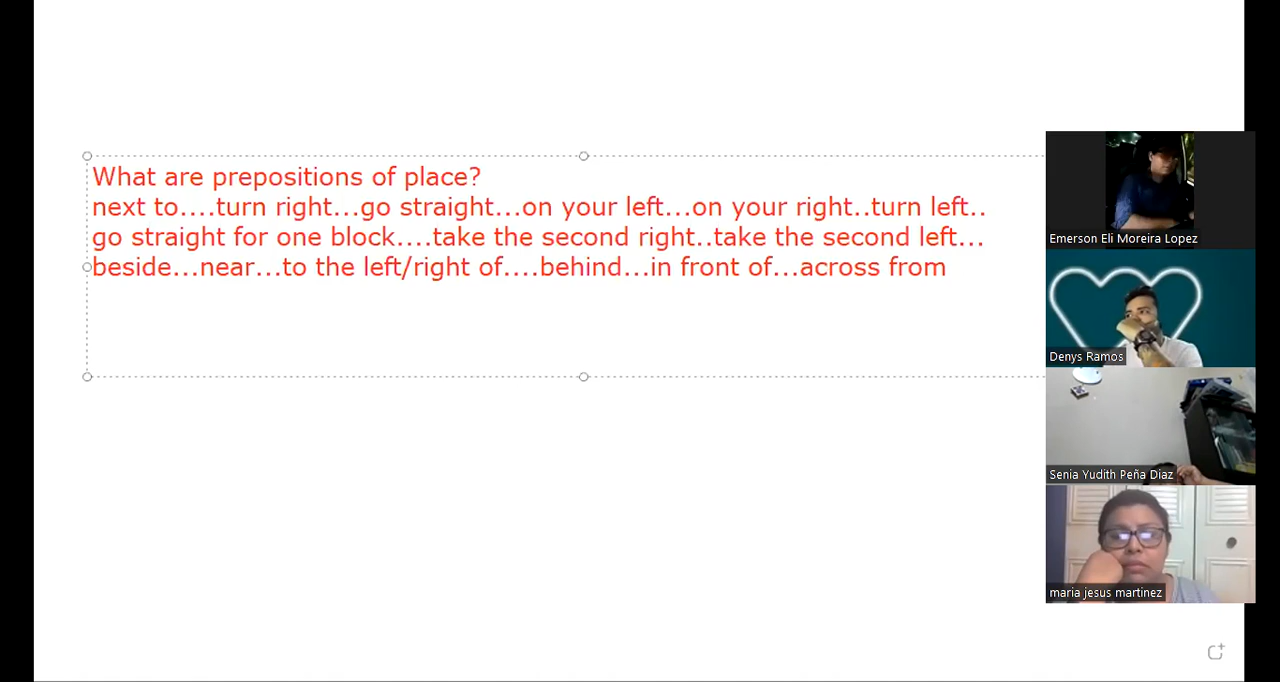 What are prepositions of place?
next to....turn right...go straight...on your left...on your right..turn left..
go straight for one block....take the second right..take the second left...
beside...near...to the left/right of....behind...in front of...across from
Emerson Eli Moreira Lopez
Denys Ramos
Senia Yudith Peña Diaz
maria jesus martinez